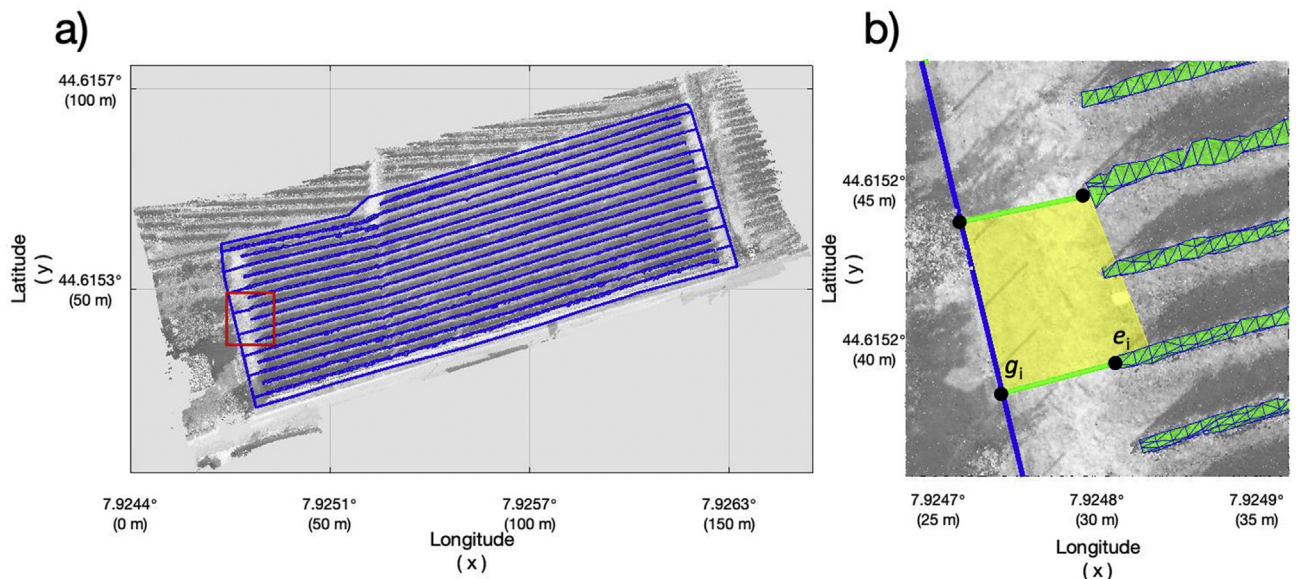 a)
44.6157°
(100 m)
44.6153°
(50 m)
Latitude
( y )
7.9244°
(0 m)
7.9251°
(50 m)
7.9257°
(100 m)
7.9263°
(150 m)
Longitude
( x )
b)
44.6152°
(45 m)
44.6152°
(40 m)
Latitude
( y )
gi
ei
7.9247°
(25 m)
7.9248°
(30 m)
7.9249°
(35 m)
Longitude
( x )